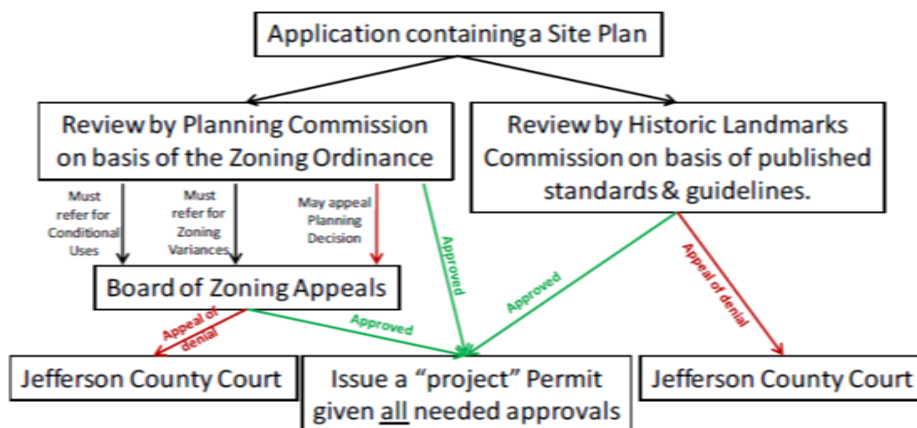 Application containing a Site Plan
Review by Planning Commission
on basis of the Zoning Ordinance
Review by Historic Landmarks
Commission on basis of published
standards & guidelines.
Must
refer for
Conditional
Uses
Must
refer for
Zoning
Variances
May appeal
Planning
Decision
Approved
Approved
Appeal of denial
Board of Zoning Appeals
Appeal of
denial
Approved
Jefferson County Court
Issue a “project” Permit
given all needed approvals
Jefferson County Court